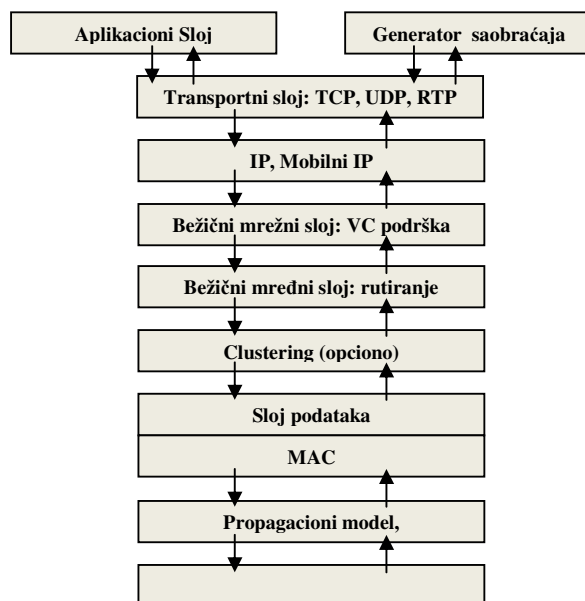 Aplikacioni Sloj
Generator saobraćaja
Transportni sloj: TCP, UDP, RTP
IP, Mobilni IP
Bežični mrežni sloj: VC podrška
Bežični mređni sloj: rutiranje
Clustering (opciono)
Sloj podataka
MAC
Propagacioni model,